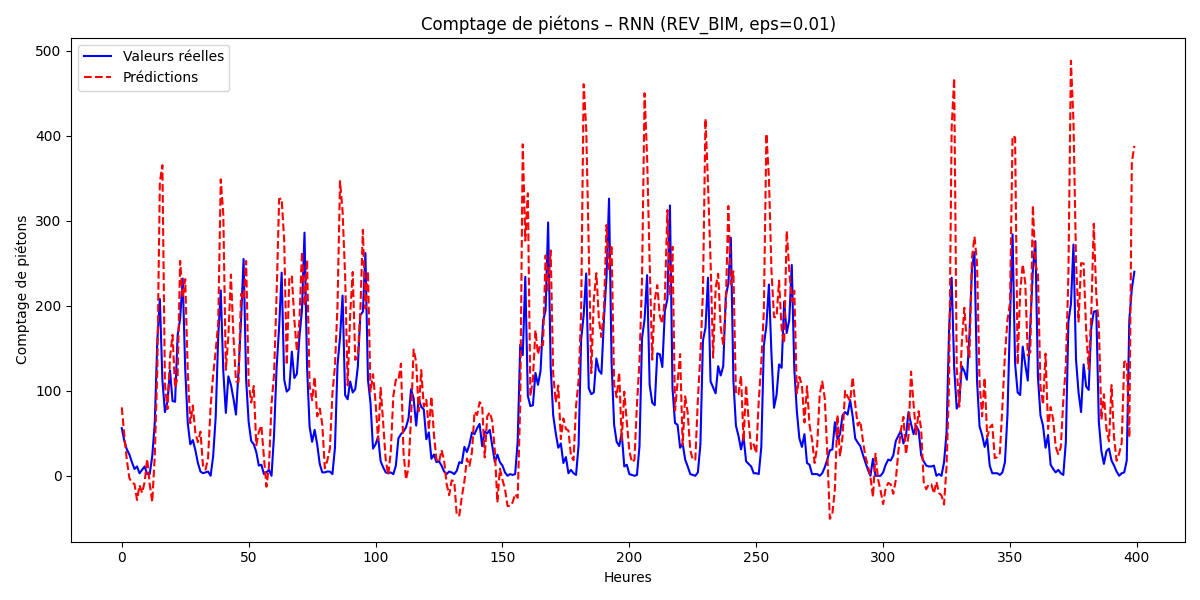 Comptage de piétons – RNN (REV_BIM, eps=0.01)
Valeurs réelles
Prédictions
Comptage de piétons
500
400
300
200
100
0
0 50 100 150 200 250 300 350 400
Heures